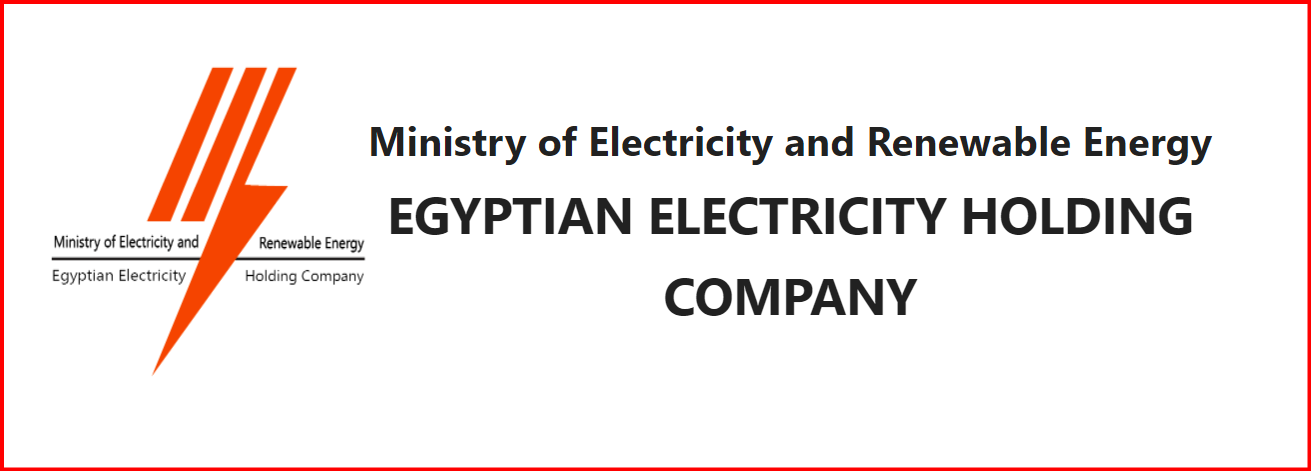 Ministry of Electricity and Renewable Energy
Egyptian Electricity Holding Company
Ministry of Electricity and Renewable Energy
EGYPTIAN ELECTRICITY HOLDING
COMPANY